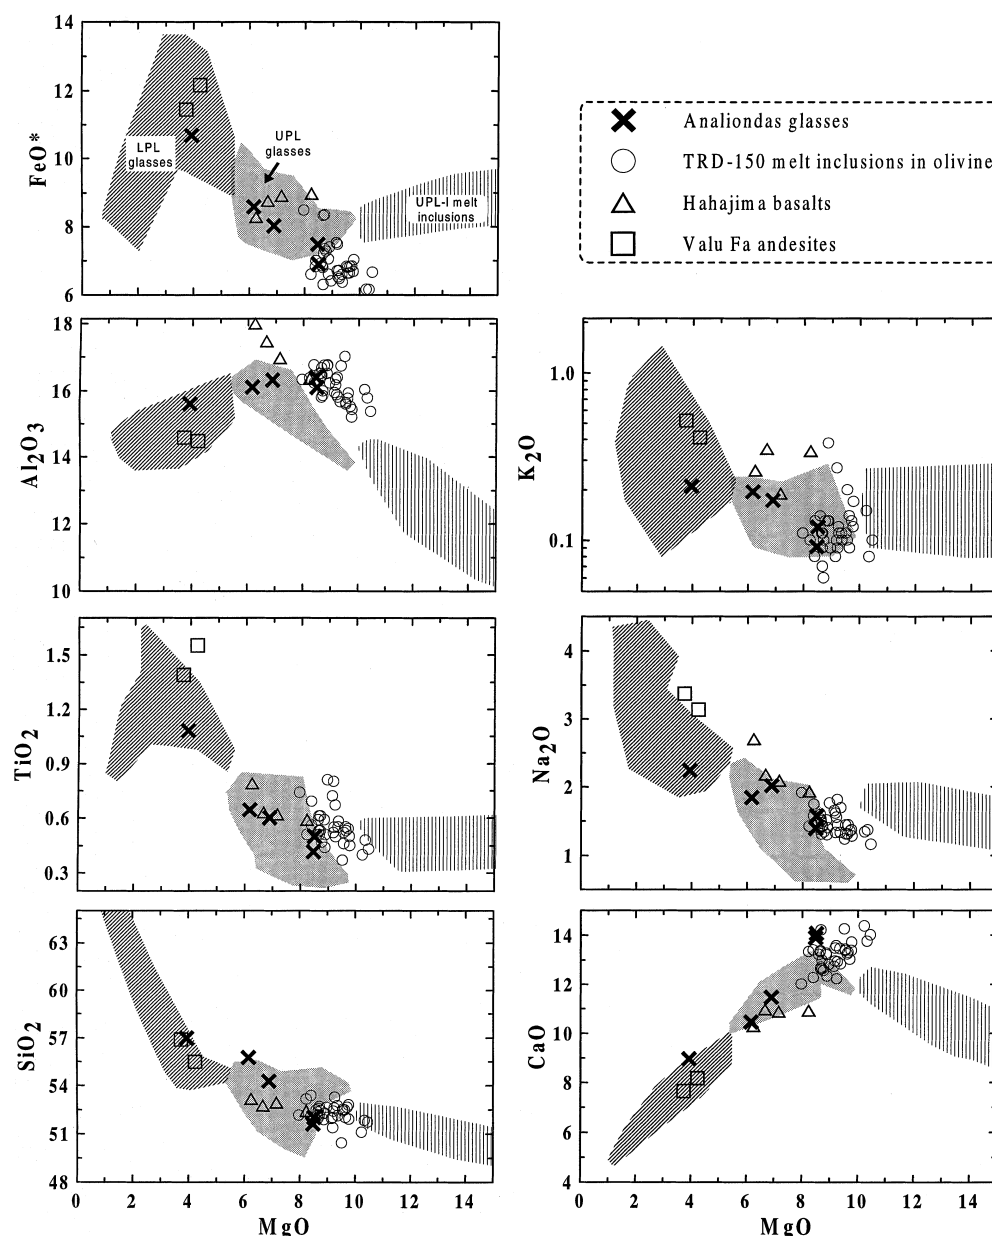 14
12
10
8
6
FeO*
LPL
glasses
UPL
glasses
UPL-I melt
inclusions
Analiondas glasses
TRD-150 melt inclusions in olivine
Hahajima basalts
Valu Fa andesites
18
16
14
12
10
Al2O3
1.0
0.1
K2O
1.5
1.2
0.9
0.6
0.3
TiO2
4
3
2
1
Na2O
63
60
57
54
51
48
SiO2
0 2 4 6 8 10 12 14
MgO
14
12
10
8
6
4
CaO
0 2 4 6 8 10 12 14
MgO